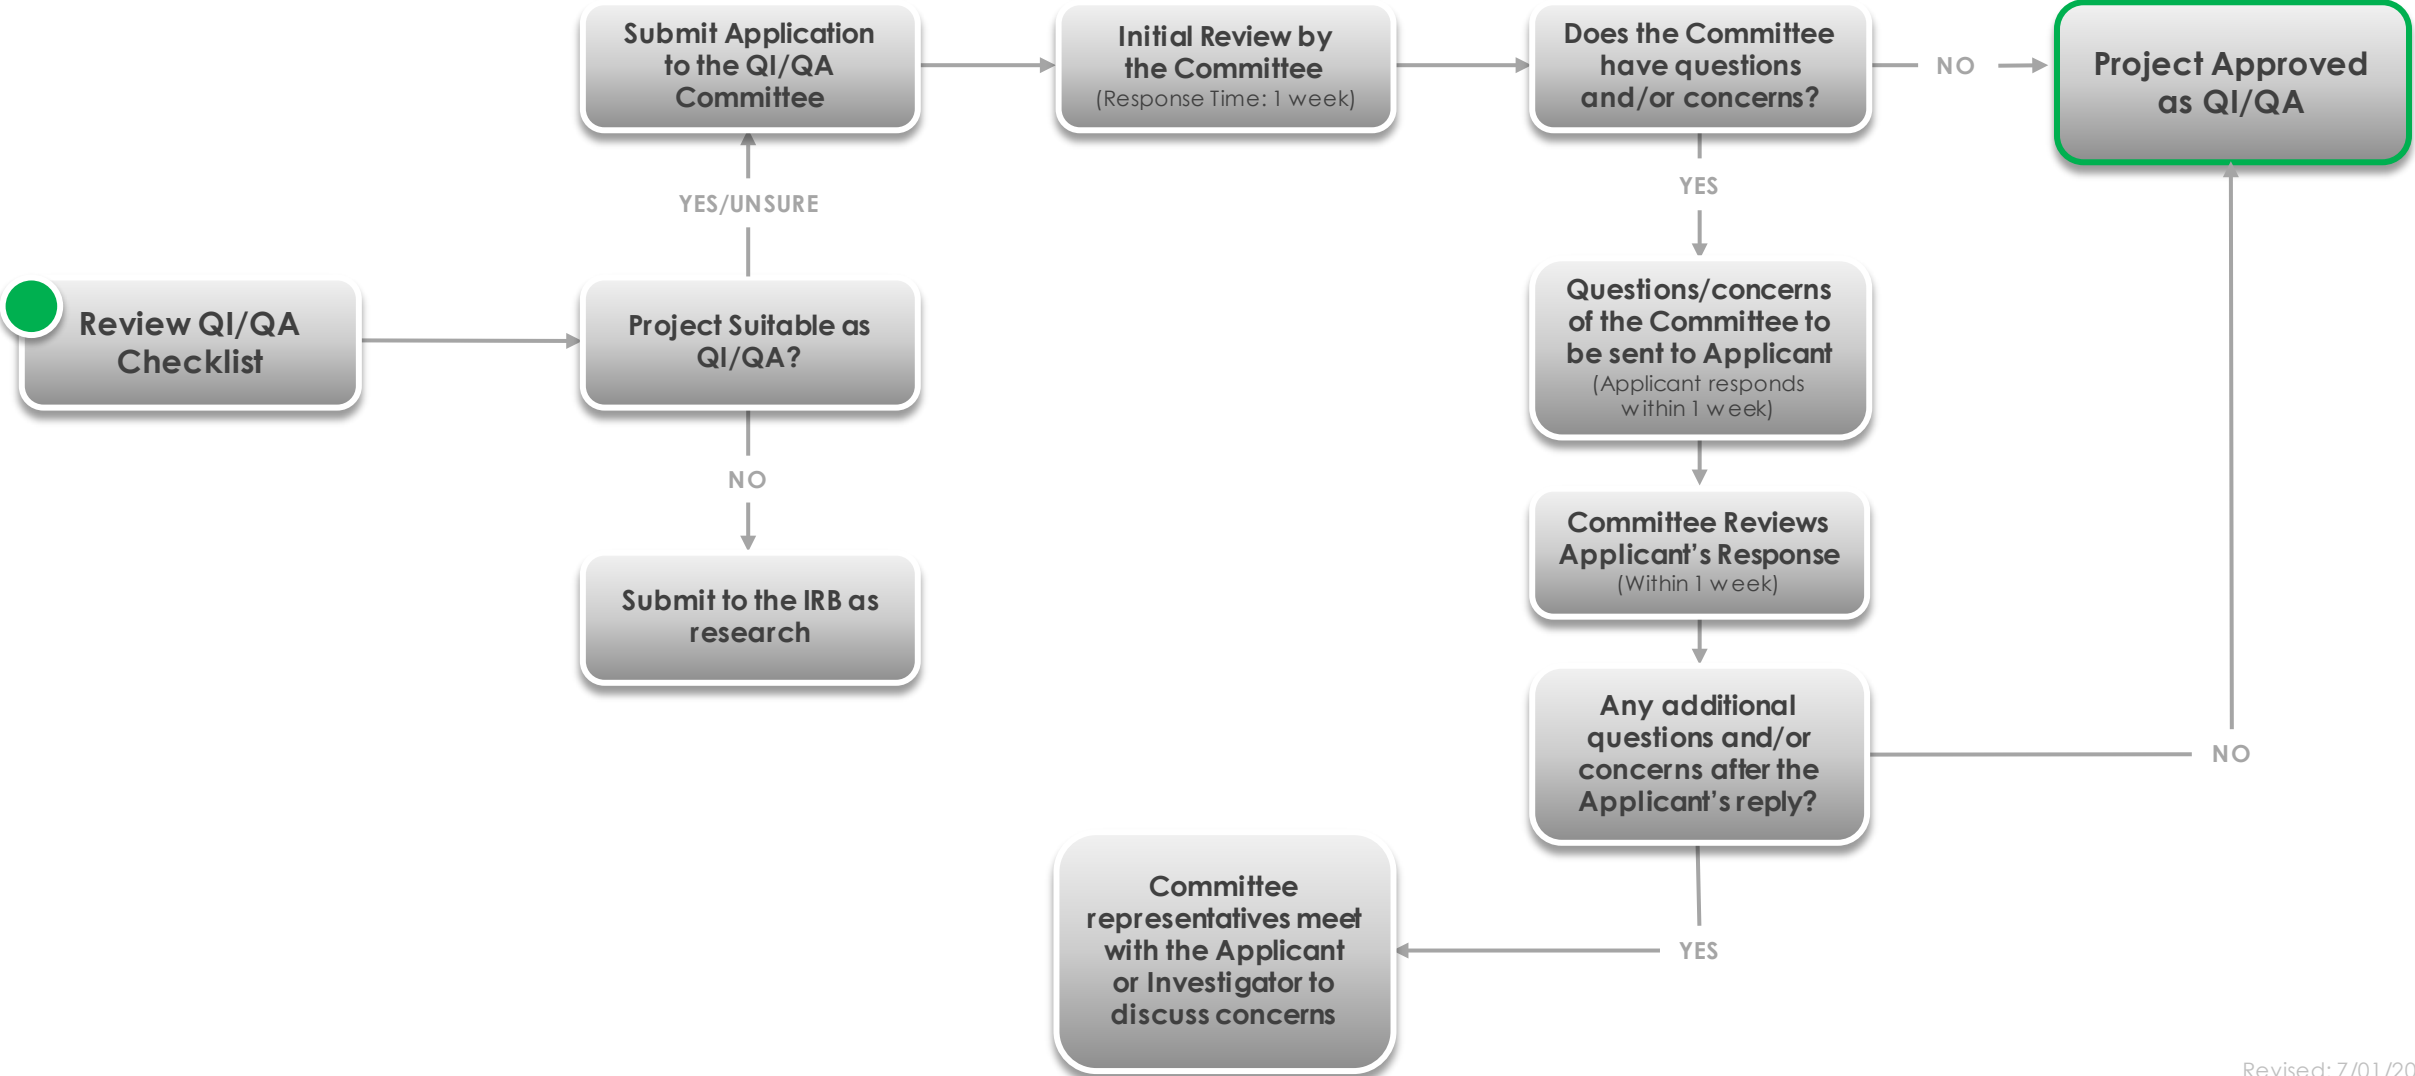 Submit Application
to the QI/QA
Committee
Initial Review by
the Committee
(Response Time: 1 week)
Does the Committee
have questions
and/or concerns?
NO
Project Approved
as QI/QA
YES/UNSURE
YES
Review QI/QA
Checklist
Project Suitable as
QI/QA?
Questions/concerns
of the Committee to
be sent to Applicant
(Applicant responds
within 1 week)
NO
Committee Reviews
Applicant's Response
(Within 1 week)
Submit to the IRB as
research
Any additional
questions and/or
concerns after the
Applicant's reply?
NO
Committee
representatives meet
with the Applicant
or Investigator to
discuss concerns
YES
Revised: 7/01/20